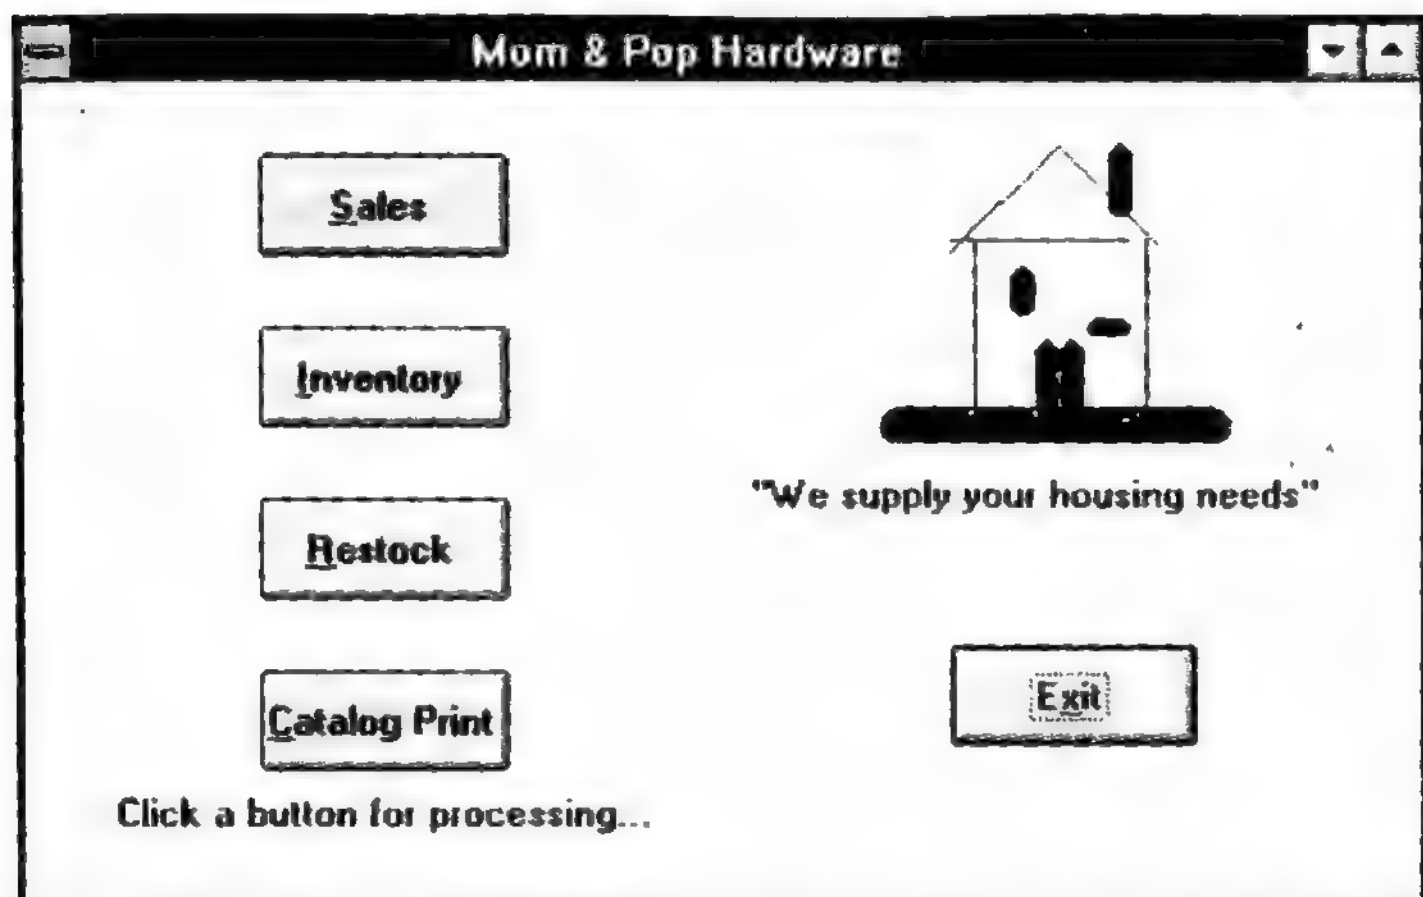 Mom & Pop Hardware
Sales
Inventory
Restock
Catalog Print
Click a button for processing...
"We supply your housing needs"
Exit